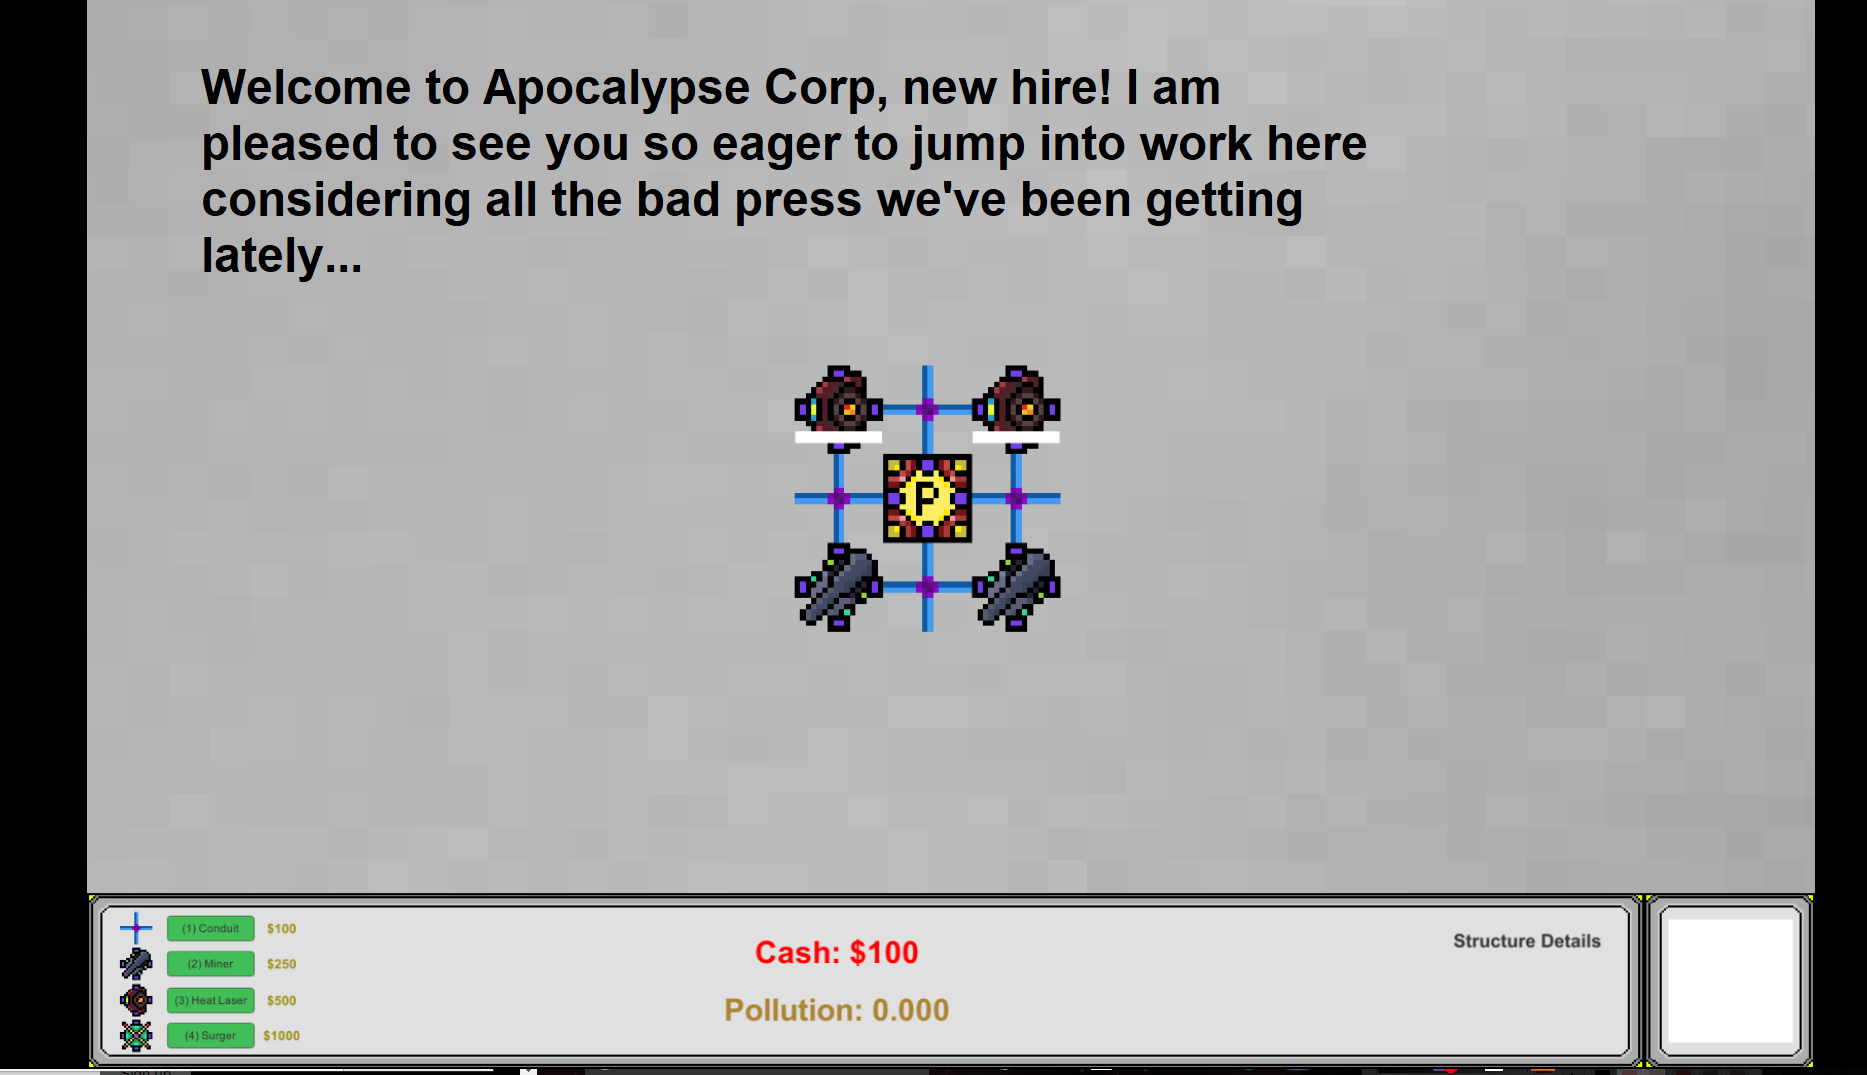 Welcome to Apocalypse Corp, new hire! I am
pleased to see you so eager to jump into work here
considering all the bad press we've been getting
lately...
P
(1) Conduit $100
(2) Miner $250
(3) Heat Laser $500
(4) Surger $1000
Cash: $100
Pollution: 0.000
Structure Details